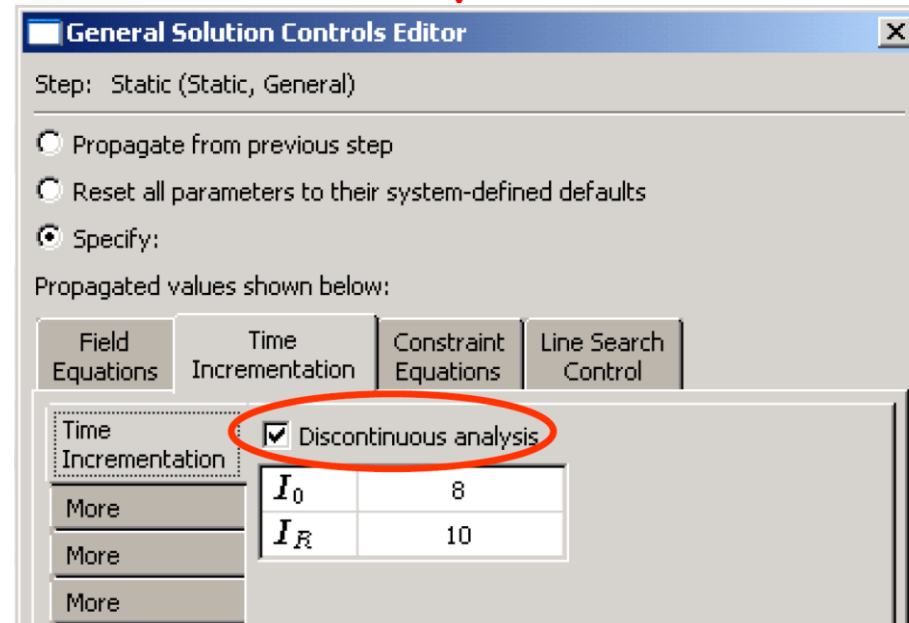 General Solution Controls Editor
Step: Static (Static, General)
Propagate from previous step
Reset all parameters to their system-defined defaults
Specify:
Propagated values shown below:
Field Equations
Time Incrementation
Constraint Equations
Line Search Control
Time Incrementation
Discontinuous analysis
I0 8
IR 10
More
More
More